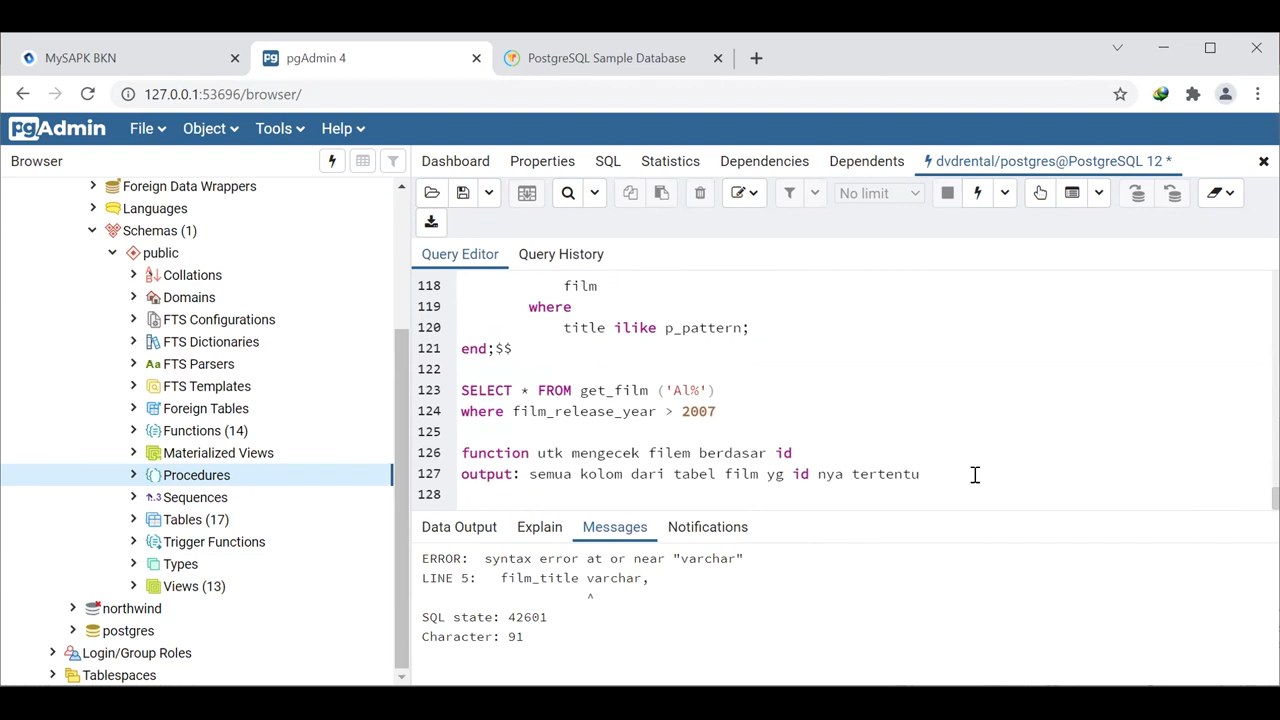 MySAPK BKN
pgAdmin 4
PostgreSQL Sample Database
127.0.0.1:53696/browser/
pgAdmin File Object Tools Help
Browser
Dashboard Properties SQL Statistics Dependencies Dependents dvdrental/postgres@PostgreSQL 12 *
No limit
Foreign Data Wrappers
Languages
Schemas (1)
public
Collations
Domains
FTS Configurations
FTS Dictionaries
Aa FTS Parsers
FTS Templates
Foreign Tables
Functions (14)
Materialized Views
Procedures
1..3 Sequences
Tables (17)
Trigger Functions
Types
Views (13)
northwind
postgres
Login/Group Roles
Tablespaces
Query Editor Query History
118 film
119 where
120 title ilike p_pattern;
121 end;$$
122
123 SELECT * FROM get_film ('Al%')
124 where film_release_year > 2007
125
126 function utk mengecek filem berdasar id
127 output: semua kolom dari tabel film yg id nya tertentu
128
Data Output Explain Messages Notifications
ERROR: syntax error at or near "varchar"
LINE 5: film_title varchar,
^
SQL state: 42601
Character: 91